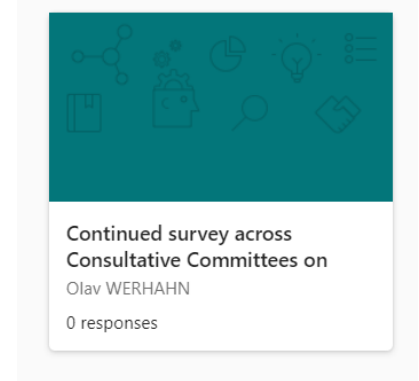 Continued survey across
Consultative Committees on
Olav WERHAHN
0 responses